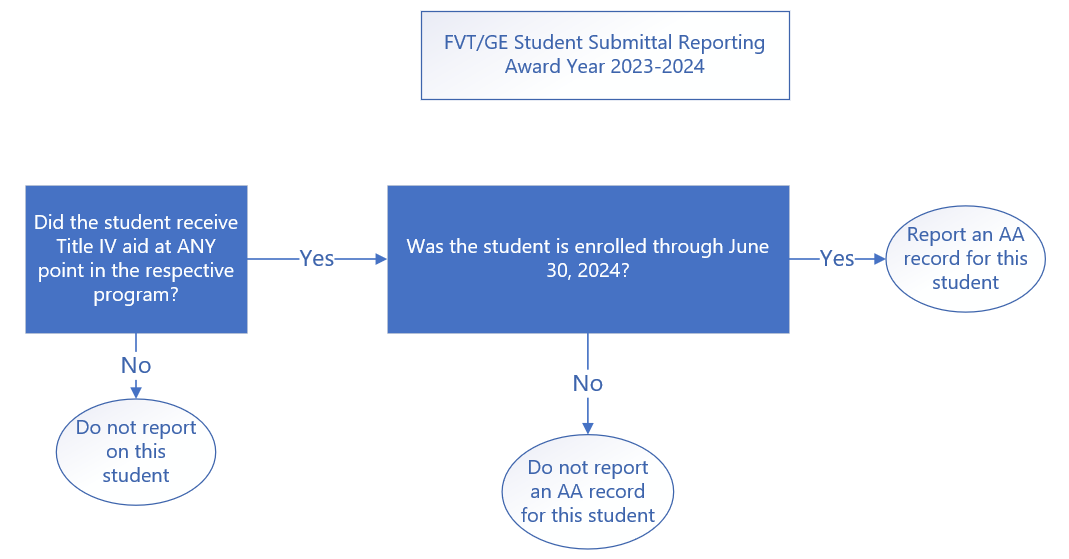 FVT/GE Student Submittal Reporting
Award Year 2023-2024
Did the student receive
Title IV aid at ANY
point in the respective
program?
Yes
Was the student is enrolled through June
30, 2024?
Yes
Report an AA
record for this
student
No
Do not report
on this
student
No
Do not report
an AA record
for this student